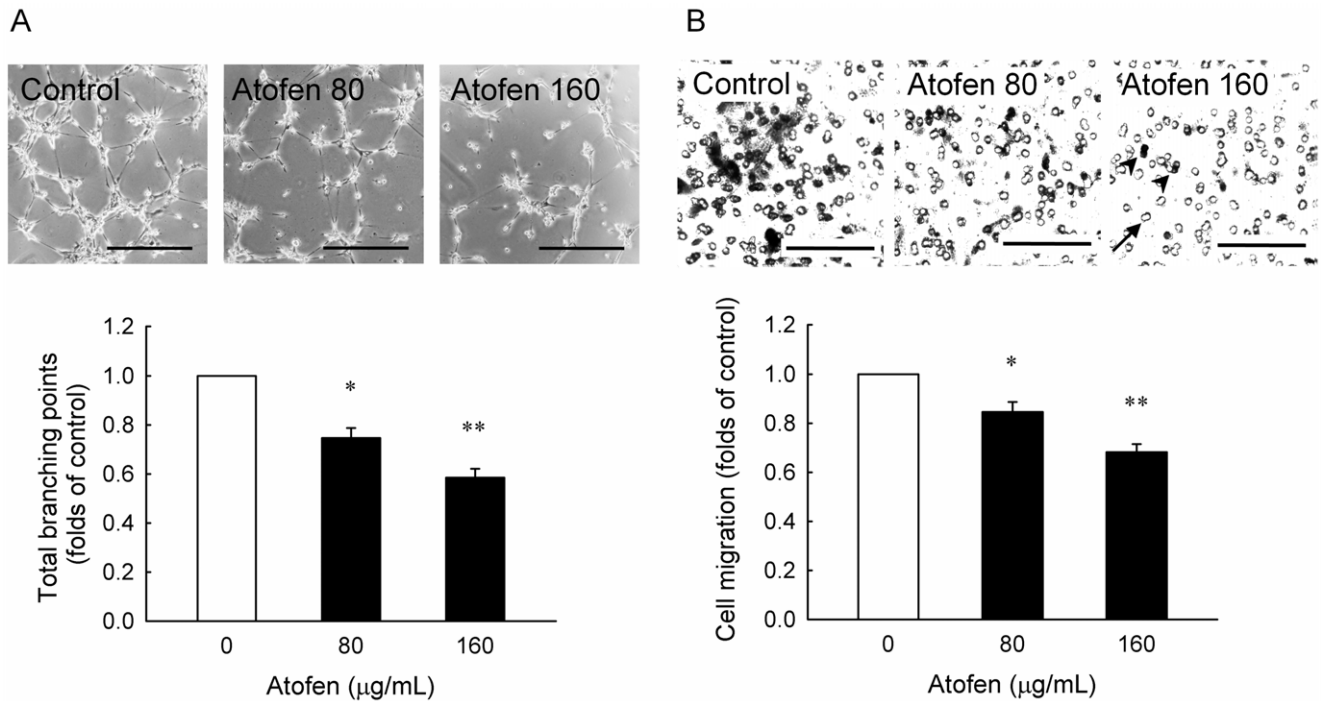 A
Control
Atofen 80
Atofen 160
Total branching points
(folds of control)
1.2
1.0
0.8
0.6
0.4
0.2
0.0
*
**
0
80
160
Atofen (μg/mL)
B
Control
Atofen 80
Atofen 160
Cell migration (folds of control)
1.2
1.0
0.8
0.6
0.4
0.2
0.0
*
**
0
80
160
Atofen (μg/mL)